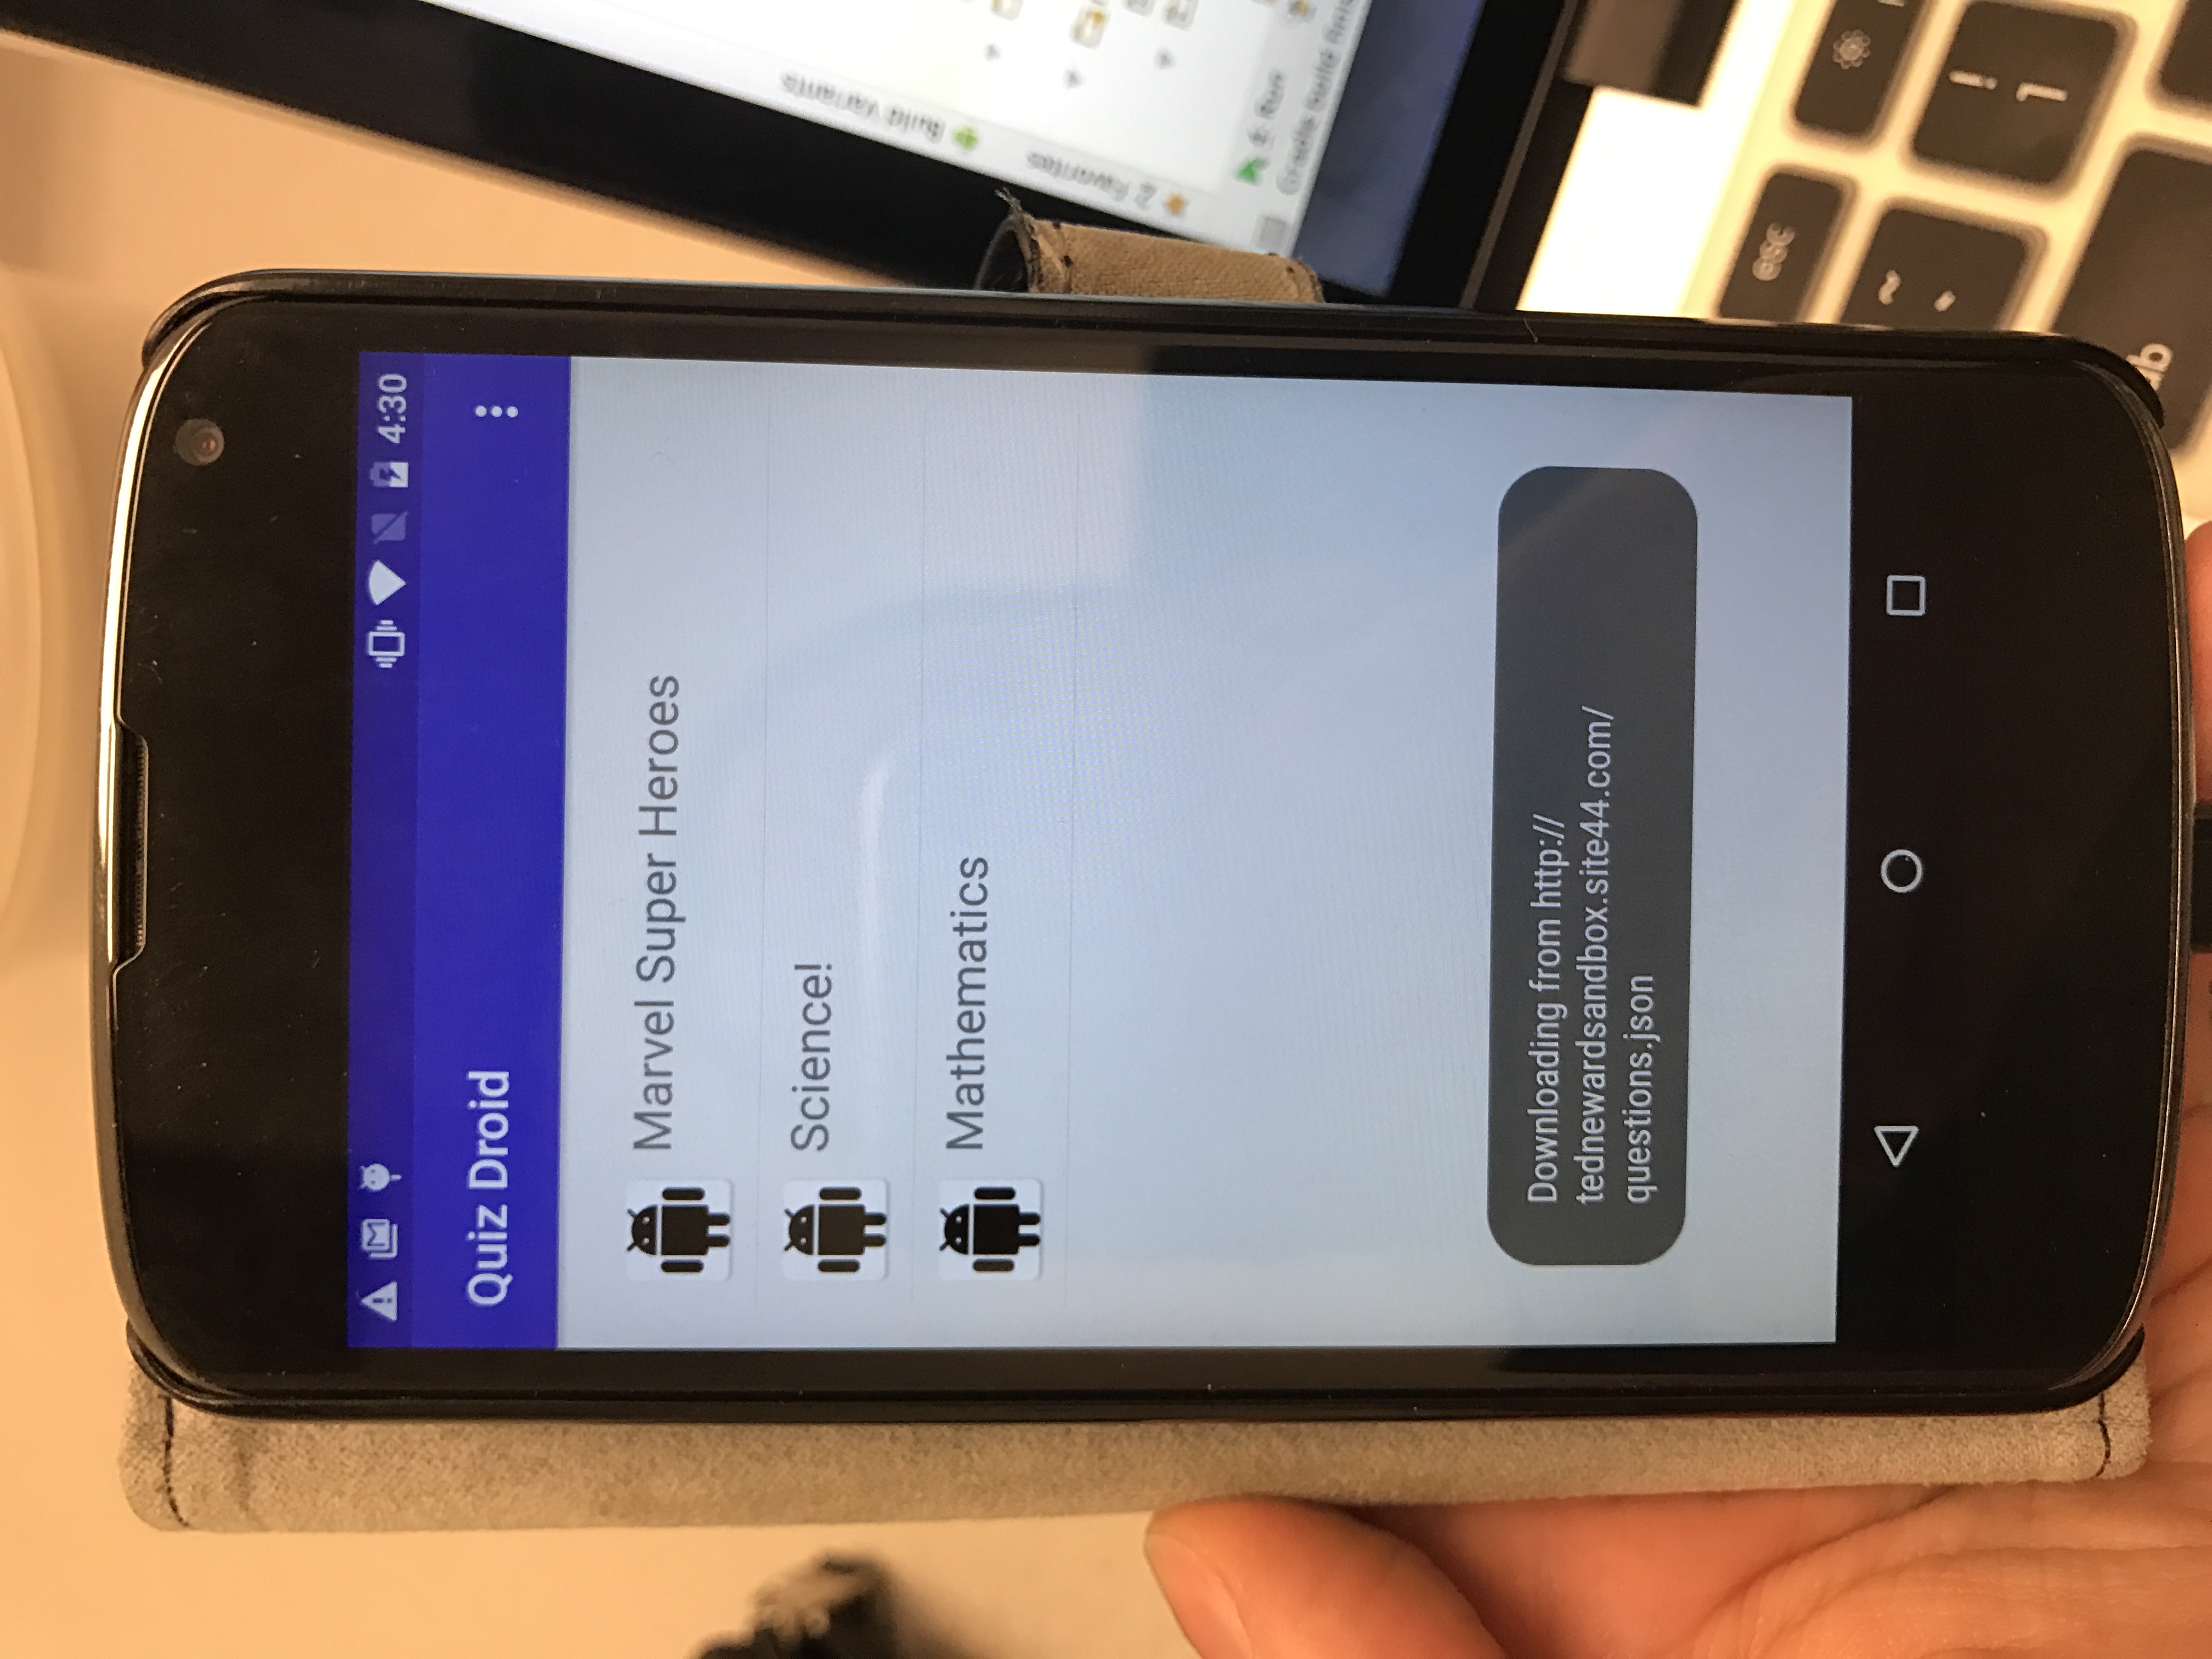 4:30
Quiz Droid
Marvel Super Heroes
Science!
Mathematics
Downloading from http://
tednewardsandbox.site44.com/
questions.json
Build Variants
2: Favorites
4: Run
Gradle build
esc
~
!
1